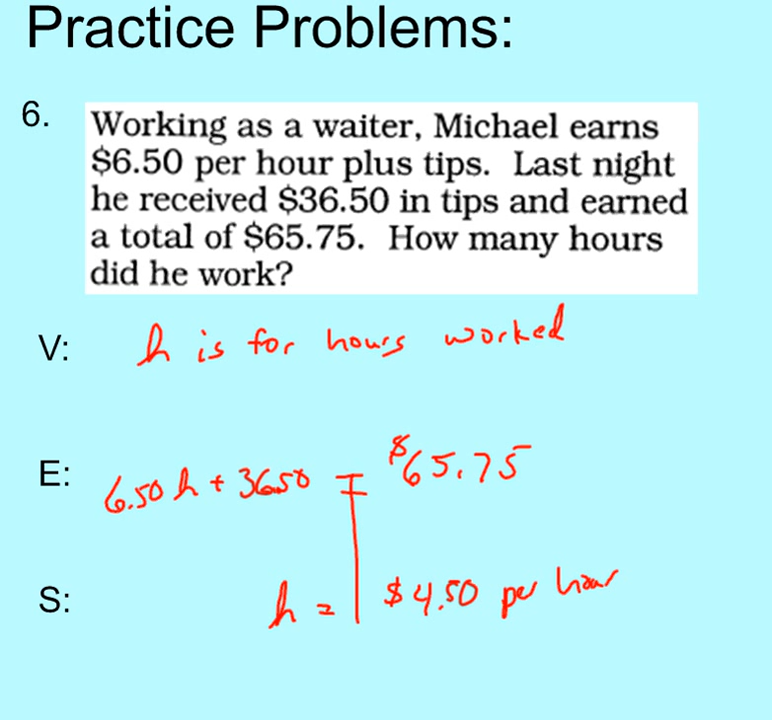 Practice Problems:
6. Working as a waiter, Michael earns
$6.50 per hour plus tips. Last night
he received $36.50 in tips and earned
a total of $65.75. How many hours
did he work?
V: h is for hours worked
E: 6.50 h + 36.50 = $65.75
S: h = $4.50 per hour